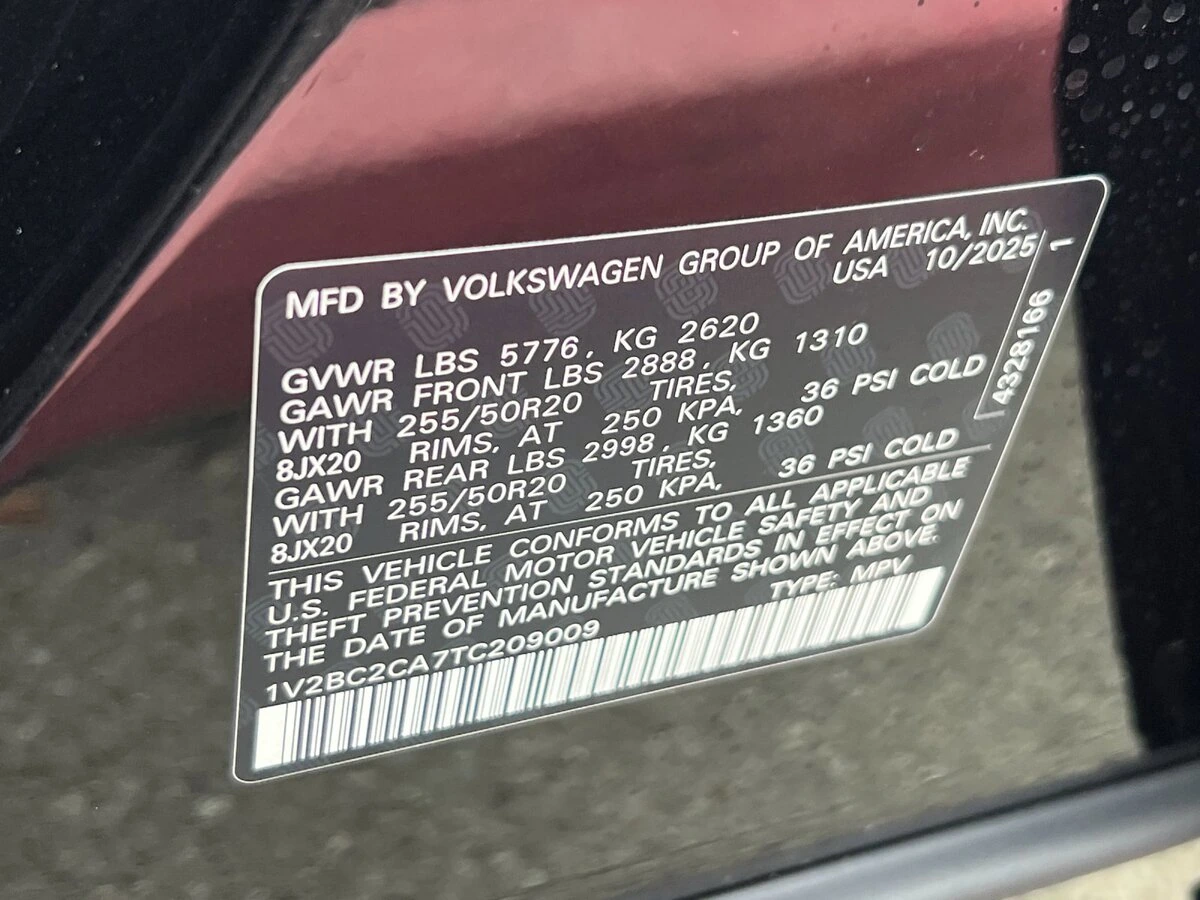 MFD BY VOLKSWAGEN GROUP OF AMERICA, INC.
USA 10/2025
GVWR LBS 5776, KG 2620
GAWR FRONT LBS 2888, KG 1310
WITH 255/50R20 TIRES,
8JX20 RIMS, AT 250 KPA, 36 PSI COLD
GAWR REAR LBS 2998, KG 1360
WITH 255/50R20 TIRES,
8JX20 RIMS, AT 250 KPA, 36 PSI COLD
THIS VEHICLE CONFORMS TO ALL APPLICABLE
U.S. FEDERAL MOTOR VEHICLE SAFETY AND
THEFT PREVENTION STANDARDS IN EFFECT ON
THE DATE OF MANUFACTURE SHOWN ABOVE.
TYPE: MPV
1V2BC2CA7TC209009
4328166 1